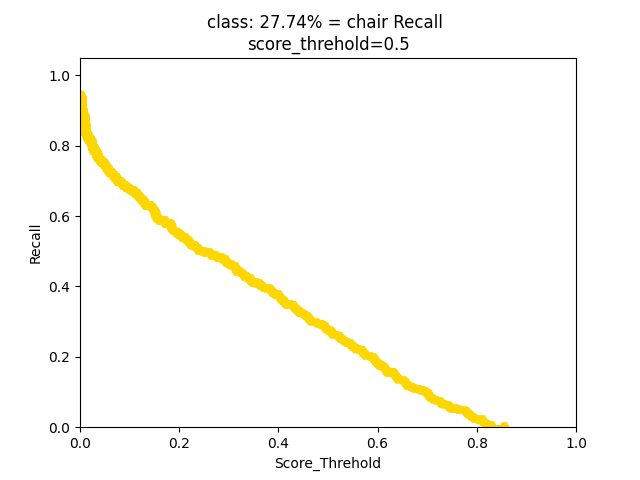 class: 27.74% = chair Recall
score_threhold=0.5
1.0
0.8
0.6
0.4
0.2
0.0
Recall
0.0 0.2 0.4 0.6 0.8 1.0
Score_Threhold